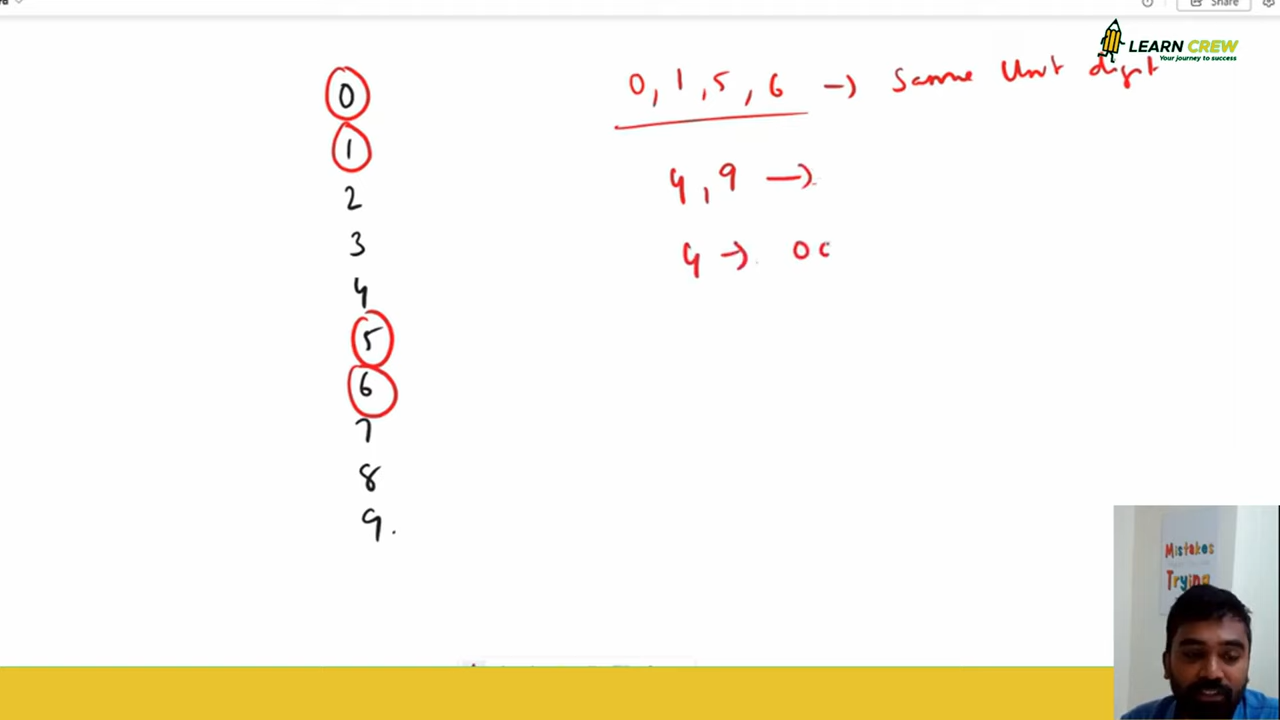 Share
LEARN CREW
Your journey to success
0, 1, 5, 6 → Same Unit digit
4, 9 →
4 → 0
0
1
2
3
4
5
6
7
8
9.
Mistakes
Trying